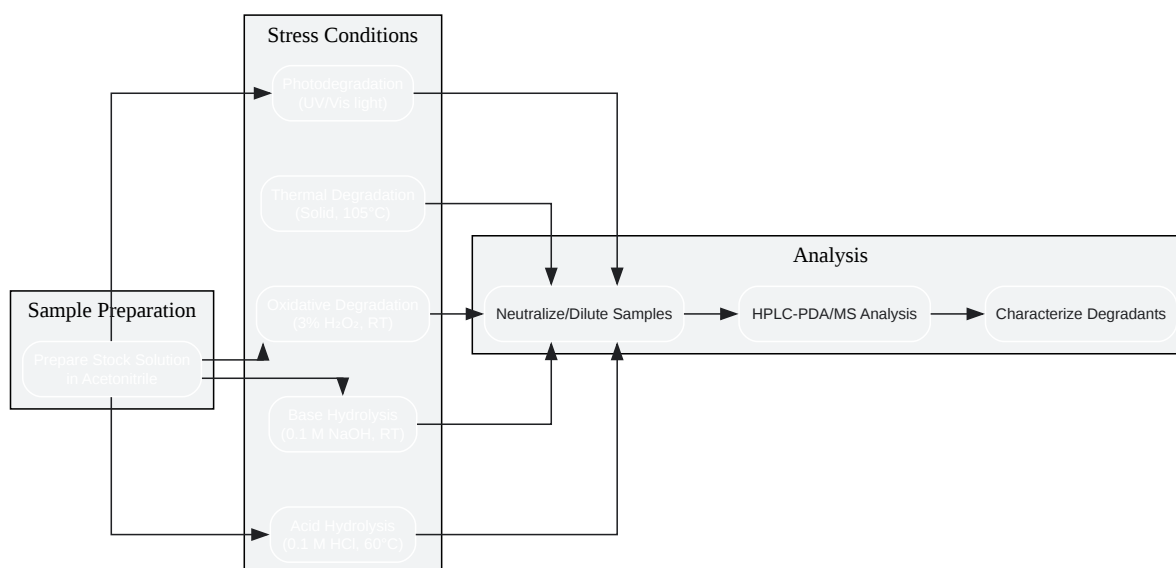 Stress Conditions
Photodegradation
(UV/Vis light)
Thermal Degradation
(Solid, 105°C)
Oxidative Degradation
(3% H₂O₂, RT)
Base Hydrolysis
(0.1 M NaOH, RT)
Acid Hydrolysis
(0.1 M HCl, 60°C)
Sample Preparation
Prepare Stock Solution
in Acetonitrile
Analysis
Neutralize/Dilute Samples
HPLC-PDA/MS Analysis
Characterize Degradants